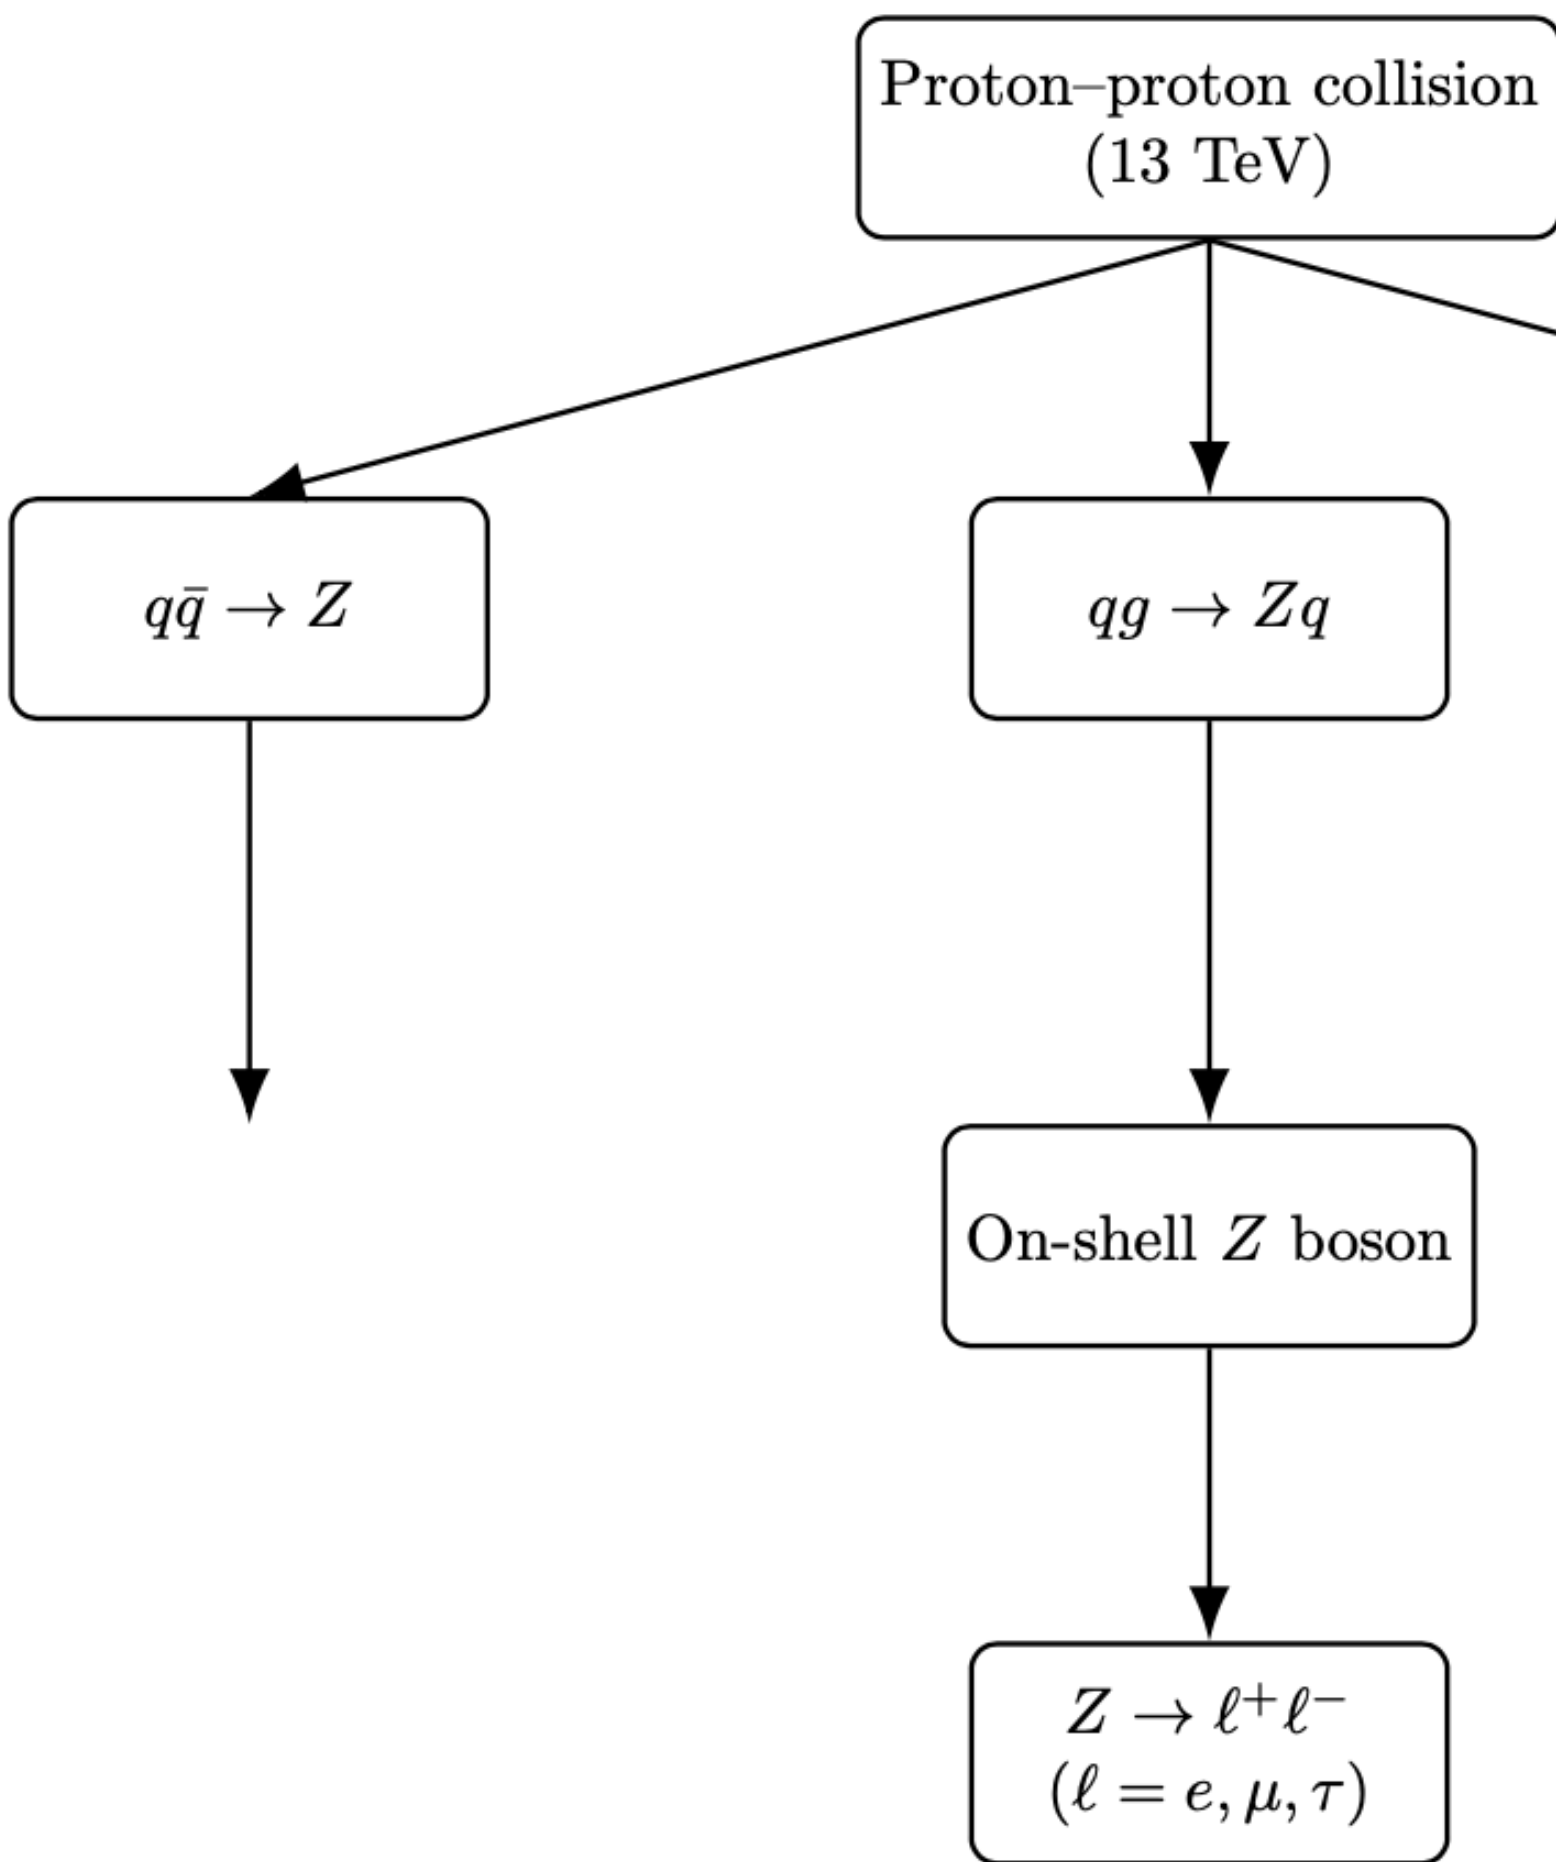 Proton–proton collision
(13 TeV)
qq̄ → Z
qg → Zq
On-shell Z boson
Z → ℓ⁺ℓ⁻
(ℓ = e, μ, τ)